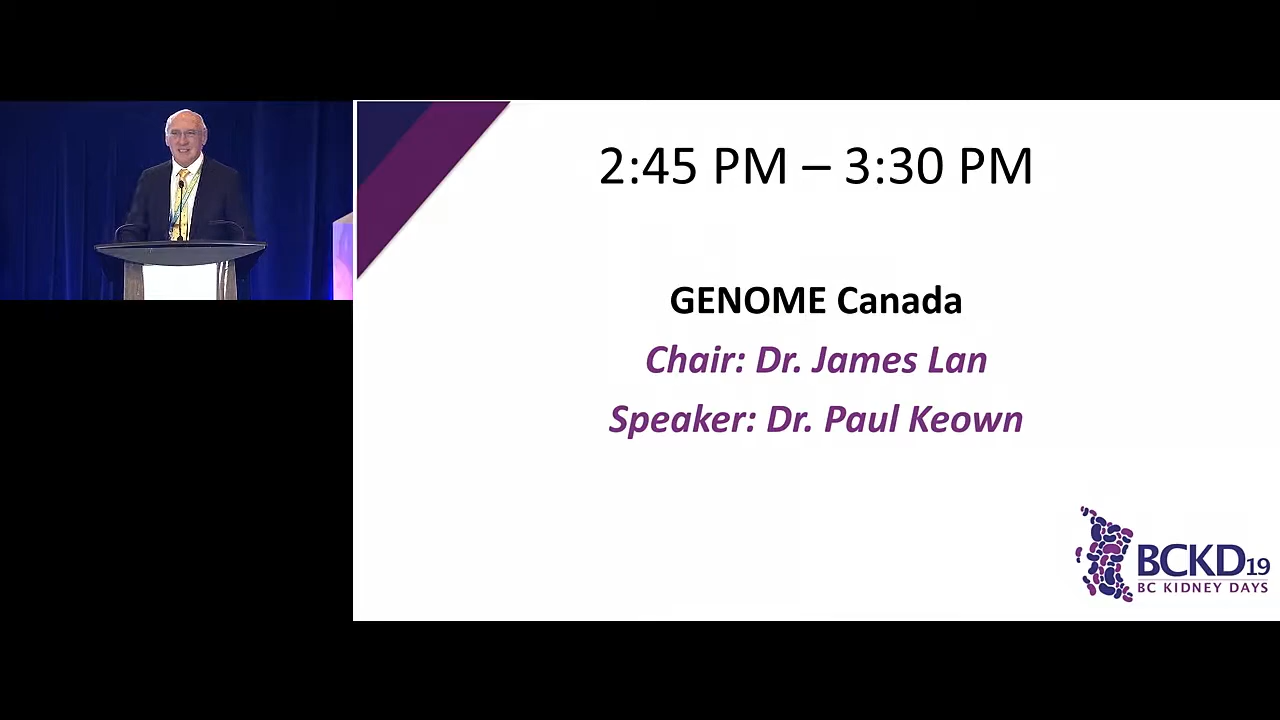 2:45 PM – 3:30 PM
GENOME Canada
Chair: Dr. James Lan
Speaker: Dr. Paul Keown
BCKD19
BC KIDNEY DAYS